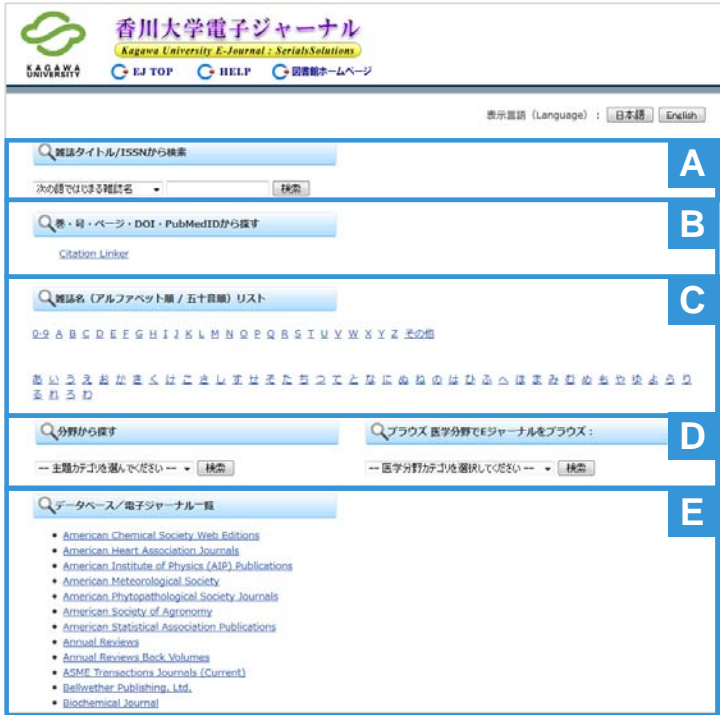 香川大学電子ジャーナル
Kagawa University E-Journal : SerialsSolutions
KAGAWA
UNIVERSITY
EJ TOP HELP 図書館ホームページ
表示言語（Language）： 日本語 English
雑誌タイトル/ISSNから検索
A
次の語ではじまる雑誌名 検索
巻・号・ページ・DOI・PubMedIDから探す
B
Citation Linker
雑誌名（アルファベット順 / 五十音順）リスト
C
0-9 A B C D E F G H I J K L M N O P Q R S T U V W X Y Z その他
あ い う え お か き く け こ さ し す せ そ た ち つ て と な に ぬ ね の は ひ ふ へ ほ ま み む め も や ゆ よ ら り
る れ ろ わ
分野から探す ブラウズ 医学分野でEジャーナルをブラウズ：
D
-- 主題カテゴリを選んでください -- 検索 -- 医学分野カテゴリを選択してください -- 検索
データベース/電子ジャーナル一覧
E
• American Chemical Society Web Editions
• American Heart Association Journals
• American Institute of Physics (AIP) Publications
• American Meteorological Society
• American Phytopathological Society Journals
• American Society of Agronomy
• American Statistical Association Publications
• Annual Reviews
• Annual Reviews Back Volumes
• ASME Transactions Journals (Current)
• Bellwether Publishing, Ltd.
• Biochemical Journal